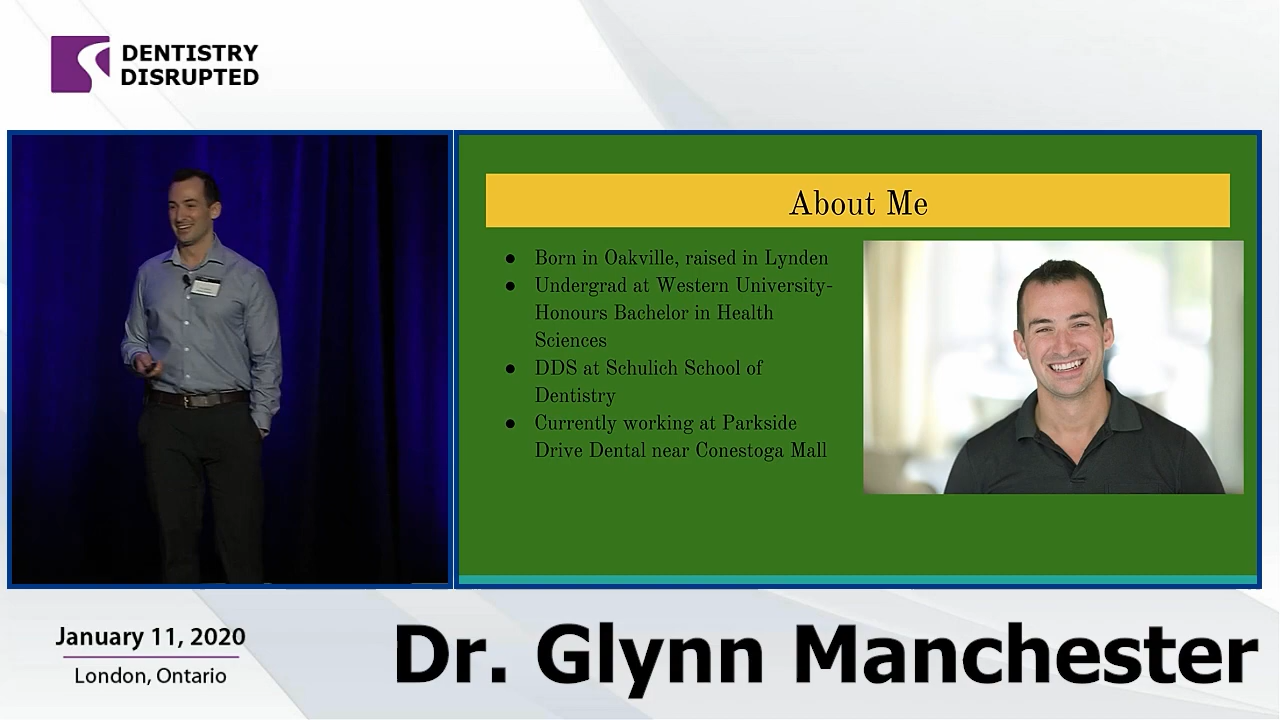 DENTISTRY
DISRUPTED
About Me
● Born in Oakville, raised in Lynden
● Undergrad at Western University-
Honours Bachelor in Health
Sciences
● DDS at Schulich School of
Dentistry
● Currently working at Parkside
Drive Dental near Conestoga Mall
January 11, 2020
London, Ontario
Dr. Glynn Manchester